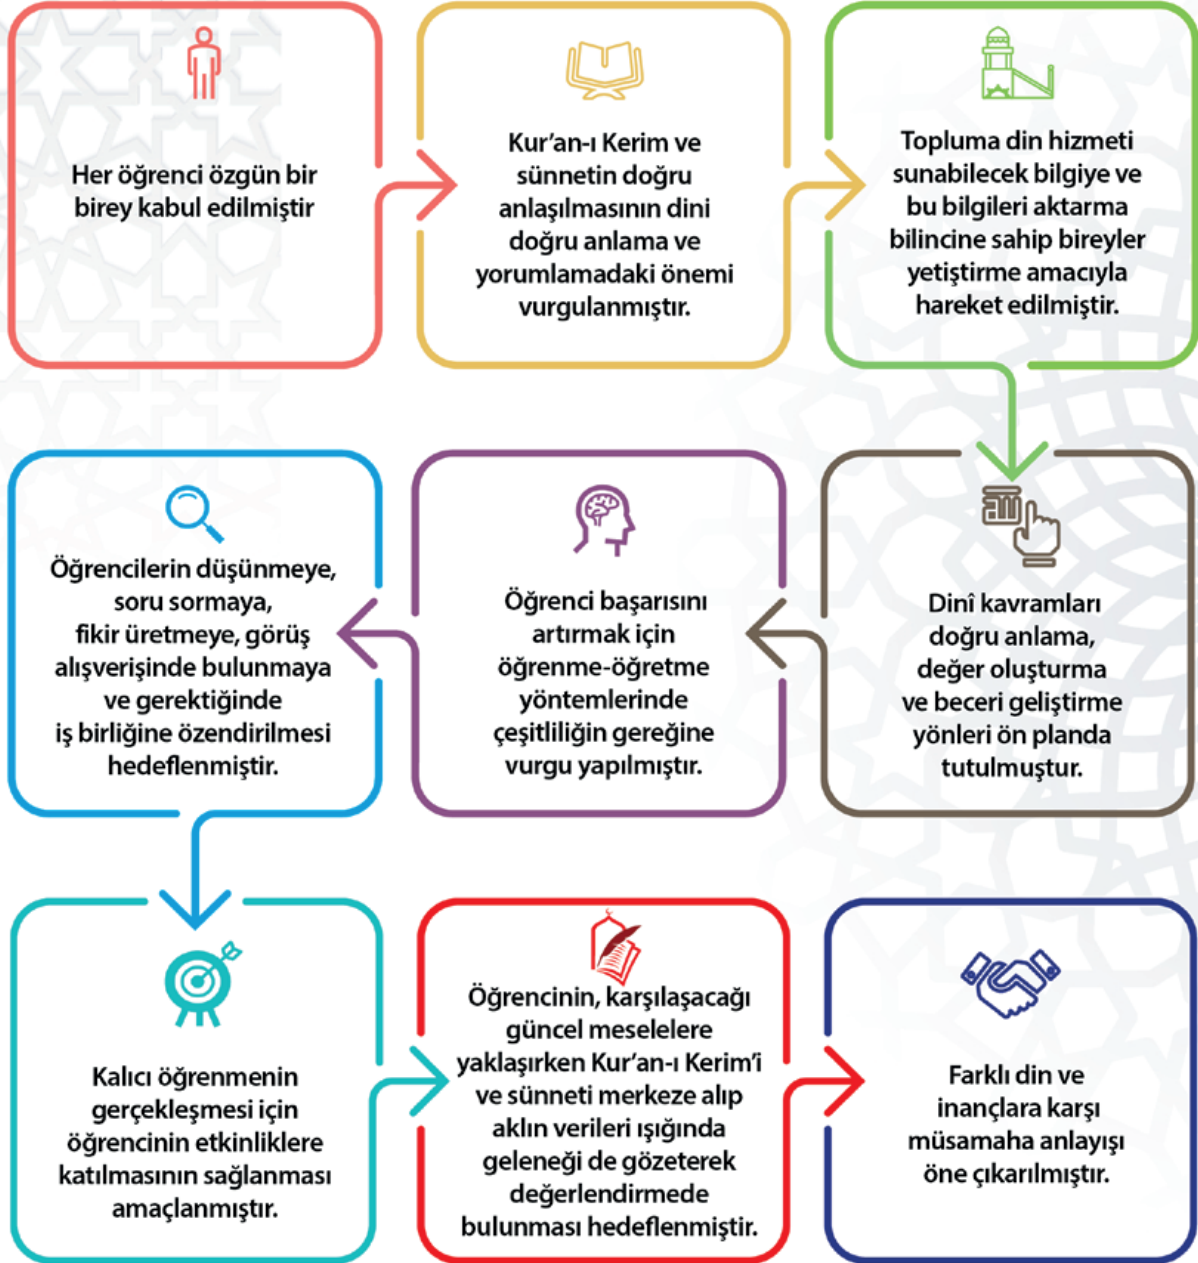 Her öğrenci özgün bir
birey kabul edilmiştir
Kur'an-ı Kerim ve
sünnetin doğru
anlaşılmasının dini
doğru anlama ve
yorumlamadaki önemi
vurgulanmıştır.
Topluma din hizmeti
sunabilecek bilgiye ve
bu bilgileri aktarma
bilincine sahip bireyler
yetiştirme amacıyla
hareket edilmiştir.
Dinî kavramları
doğru anlama,
değer oluşturma
ve beceri geliştirme
yönleri ön planda
tutulmuştur.
Öğrenci başarısını
artırmak için
öğrenme-öğretme
yöntemlerinde
çeşitliliğin gereğine
vurgu yapılmıştır.
Öğrencilerin düşünmeye,
soru sormaya,
fikir üretmeye, görüş
alışverişinde bulunmaya
ve gerektiğinde
iş birliğine özendirilmesi
hedeflenmiştir.
Kalıcı öğrenmenin
gerçekleşmesi için
öğrencinin etkinliklere
katılmasının sağlanması
amaçlanmıştır.
Öğrencinin, karşılaşacağı
güncel meselelere
yaklaşırken Kur'an-ı Kerim'i
ve sünneti merkeze alıp
aklın verileri ışığında
geleneği de gözeterek
değerlendirmede
bulunması hedeflenmiştir.
Farklı din ve
inançlara karşı
müsamaha anlayışı
öne çıkarılmıştır.